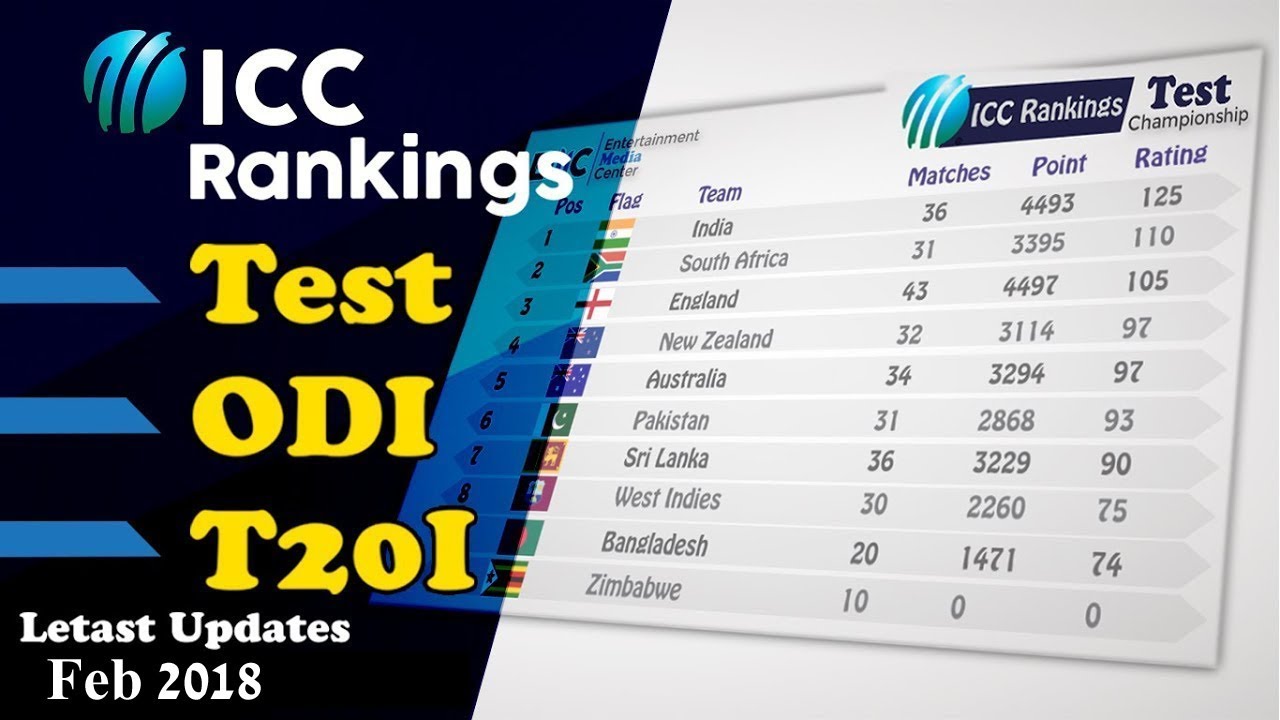 ICC
Rankings
Test
ODI
T20I
Letast Updates
Feb 2018
Entertainment
Media
Center
ICC Rankings Test
Championship
Pos Flag Team Matches Point Rating
1 India 36 4493 125
2 South Africa 31 3395 110
3 England 43 4497 105
4 New Zealand 32 3114 97
5 Australia 34 3294 97
6 Pakistan 31 2868 93
7 Sri Lanka 36 3229 90
8 West Indies 30 2260 75
Bangladesh 20 1471 74
Zimbabwe 10 0 0